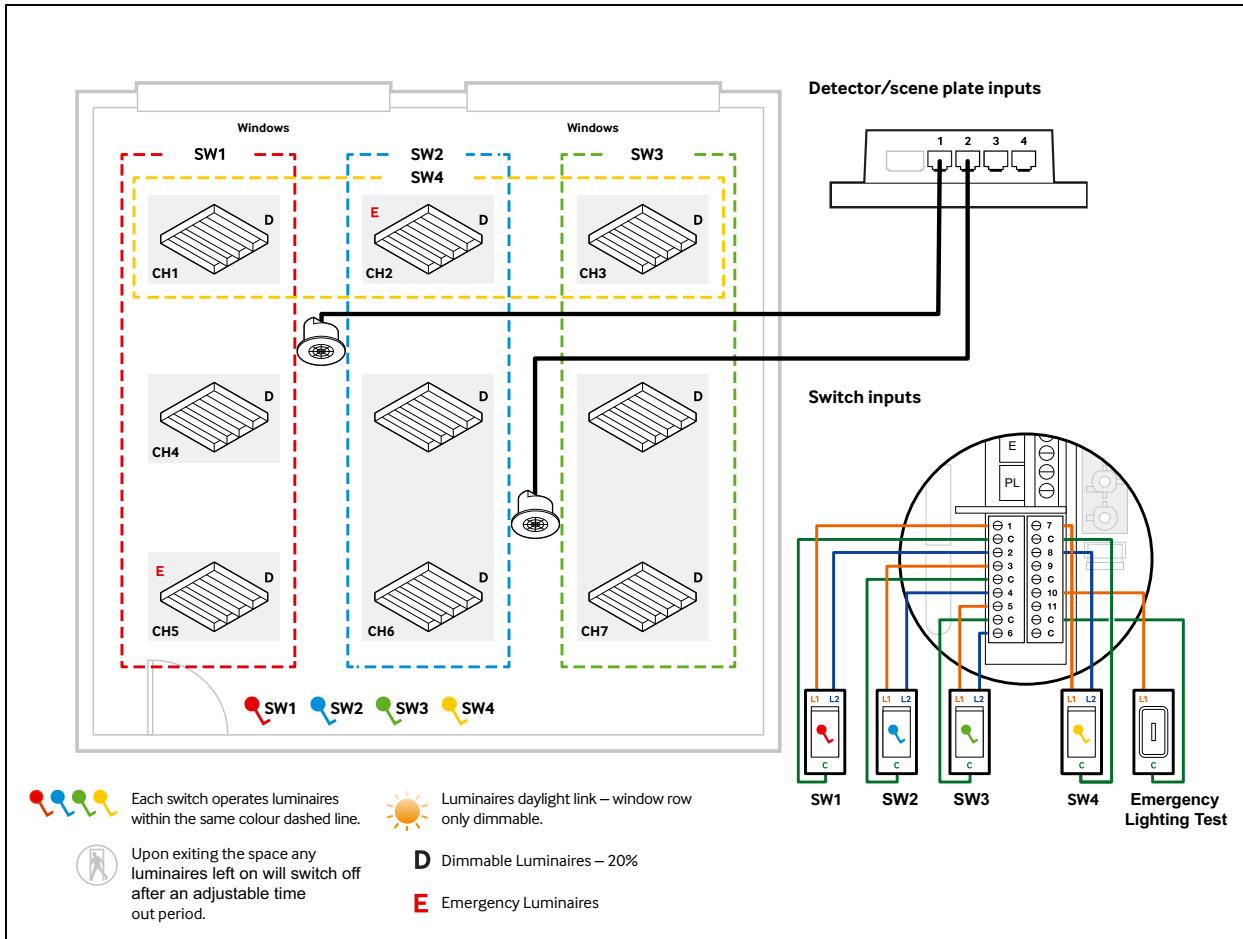 Detector/scene plate inputs
1 2 3 4
Windows Windows
SW1 SW2 SW3
SW4
D E D D
CH1 CH2 CH3
D D D
CH4
Switch inputs
E
PL
1 7
C C
2 8
3 9
C C
4 10
5 11
C C
6 C
E D D D
CH5 CH6 CH7
SW1 SW2 SW3 SW4
L1 L2 L1 L2 L1 L2 L1 L2 L1
C C C C C
SW1 SW2 SW3 SW4 Emergency
Lighting Test
Each switch operates luminaires
within the same colour dashed line.
Upon exiting the space any
luminaires left on will switch off
after an adjustable time
out period.
Luminaires daylight link – window row
only dimmable.
D Dimmable Luminaires – 20%
E Emergency Luminaires